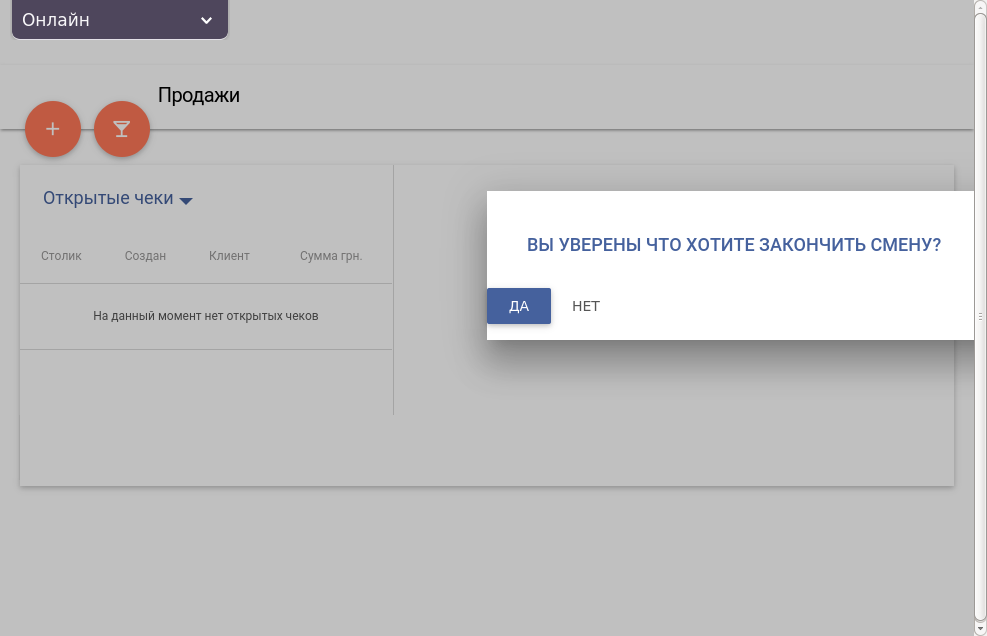 Онлайн
Продажи
Открытые чеки
Столик Создан Клиент Сумма грн.
На данный момент нет открытых чеков
ВЫ УВЕРЕНЫ ЧТО ХОТИТЕ ЗАКОНЧИТЬ СМЕНУ?
ДА НЕТ